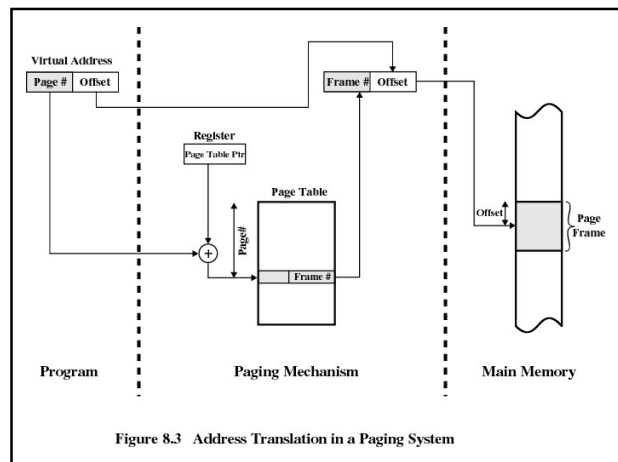 Virtual Address
Page # Offset
Frame # Offset
Register
Page Table Ptr
Page Table
Page#
+
Frame #
Offset
Page
Frame
Program
Paging Mechanism
Main Memory
Figure 8.3 Address Translation in a Paging System